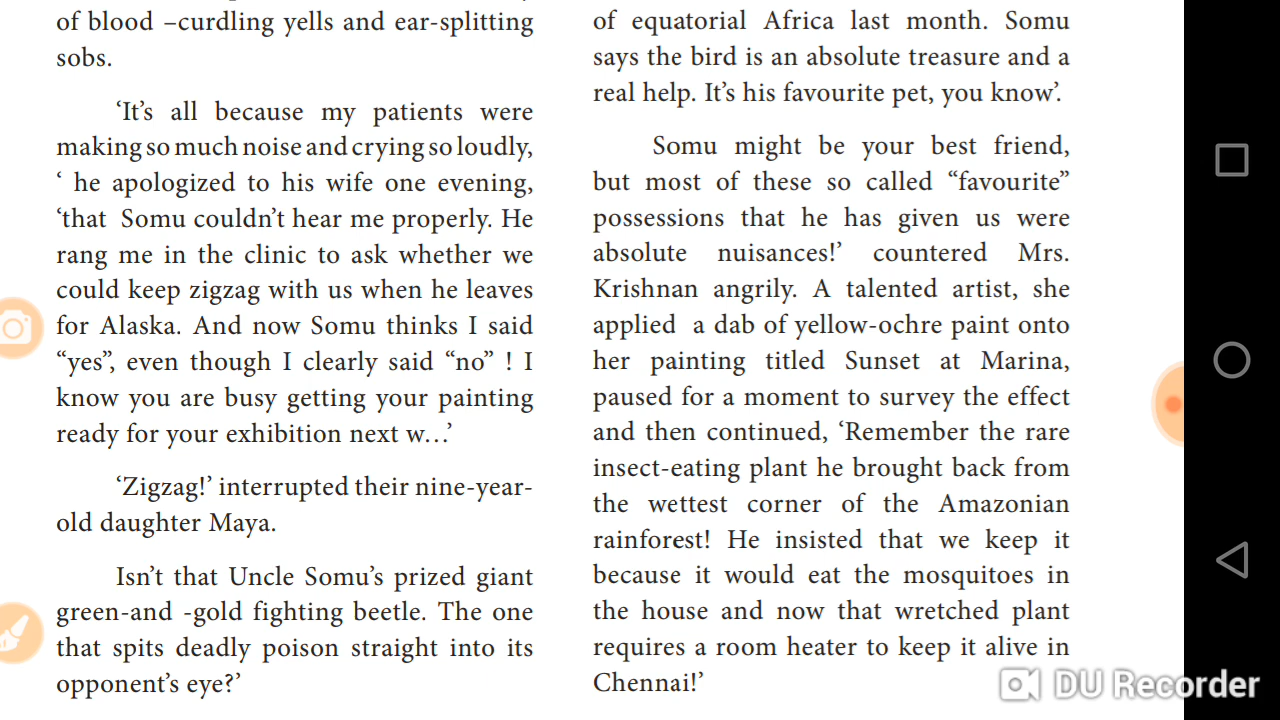 of blood –curdling yells and ear-splitting
sobs.
‘It’s all because my patients were
making so much noise and crying so loudly,
‘ he apologized to his wife one evening,
‘that Somu couldn’t hear me properly. He
rang me in the clinic to ask whether we
could keep zigzag with us when he leaves
for Alaska. And now Somu thinks I said
“yes”, even though I clearly said “no” ! I
know you are busy getting your painting
ready for your exhibition next w…’
‘Zigzag!’ interrupted their nine-year-
old daughter Maya.
Isn’t that Uncle Somu’s prized giant
green-and -gold fighting beetle. The one
that spits deadly poison straight into its
opponent’s eye?’
of equatorial Africa last month. Somu
says the bird is an absolute treasure and a
real help. It’s his favourite pet, you know’.
Somu might be your best friend,
but most of these so called “favourite”
possessions that he has given us were
absolute nuisances!’ countered Mrs.
Krishnan angrily. A talented artist, she
applied a dab of yellow-ochre paint onto
her painting titled Sunset at Marina,
paused for a moment to survey the effect
and then continued, ‘Remember the rare
insect-eating plant he brought back from
the wettest corner of the Amazonian
rainforest! He insisted that we keep it
because it would eat the mosquitoes in
the house and now that wretched plant
requires a room heater to keep it alive in
Chennai!’
DU Recorder